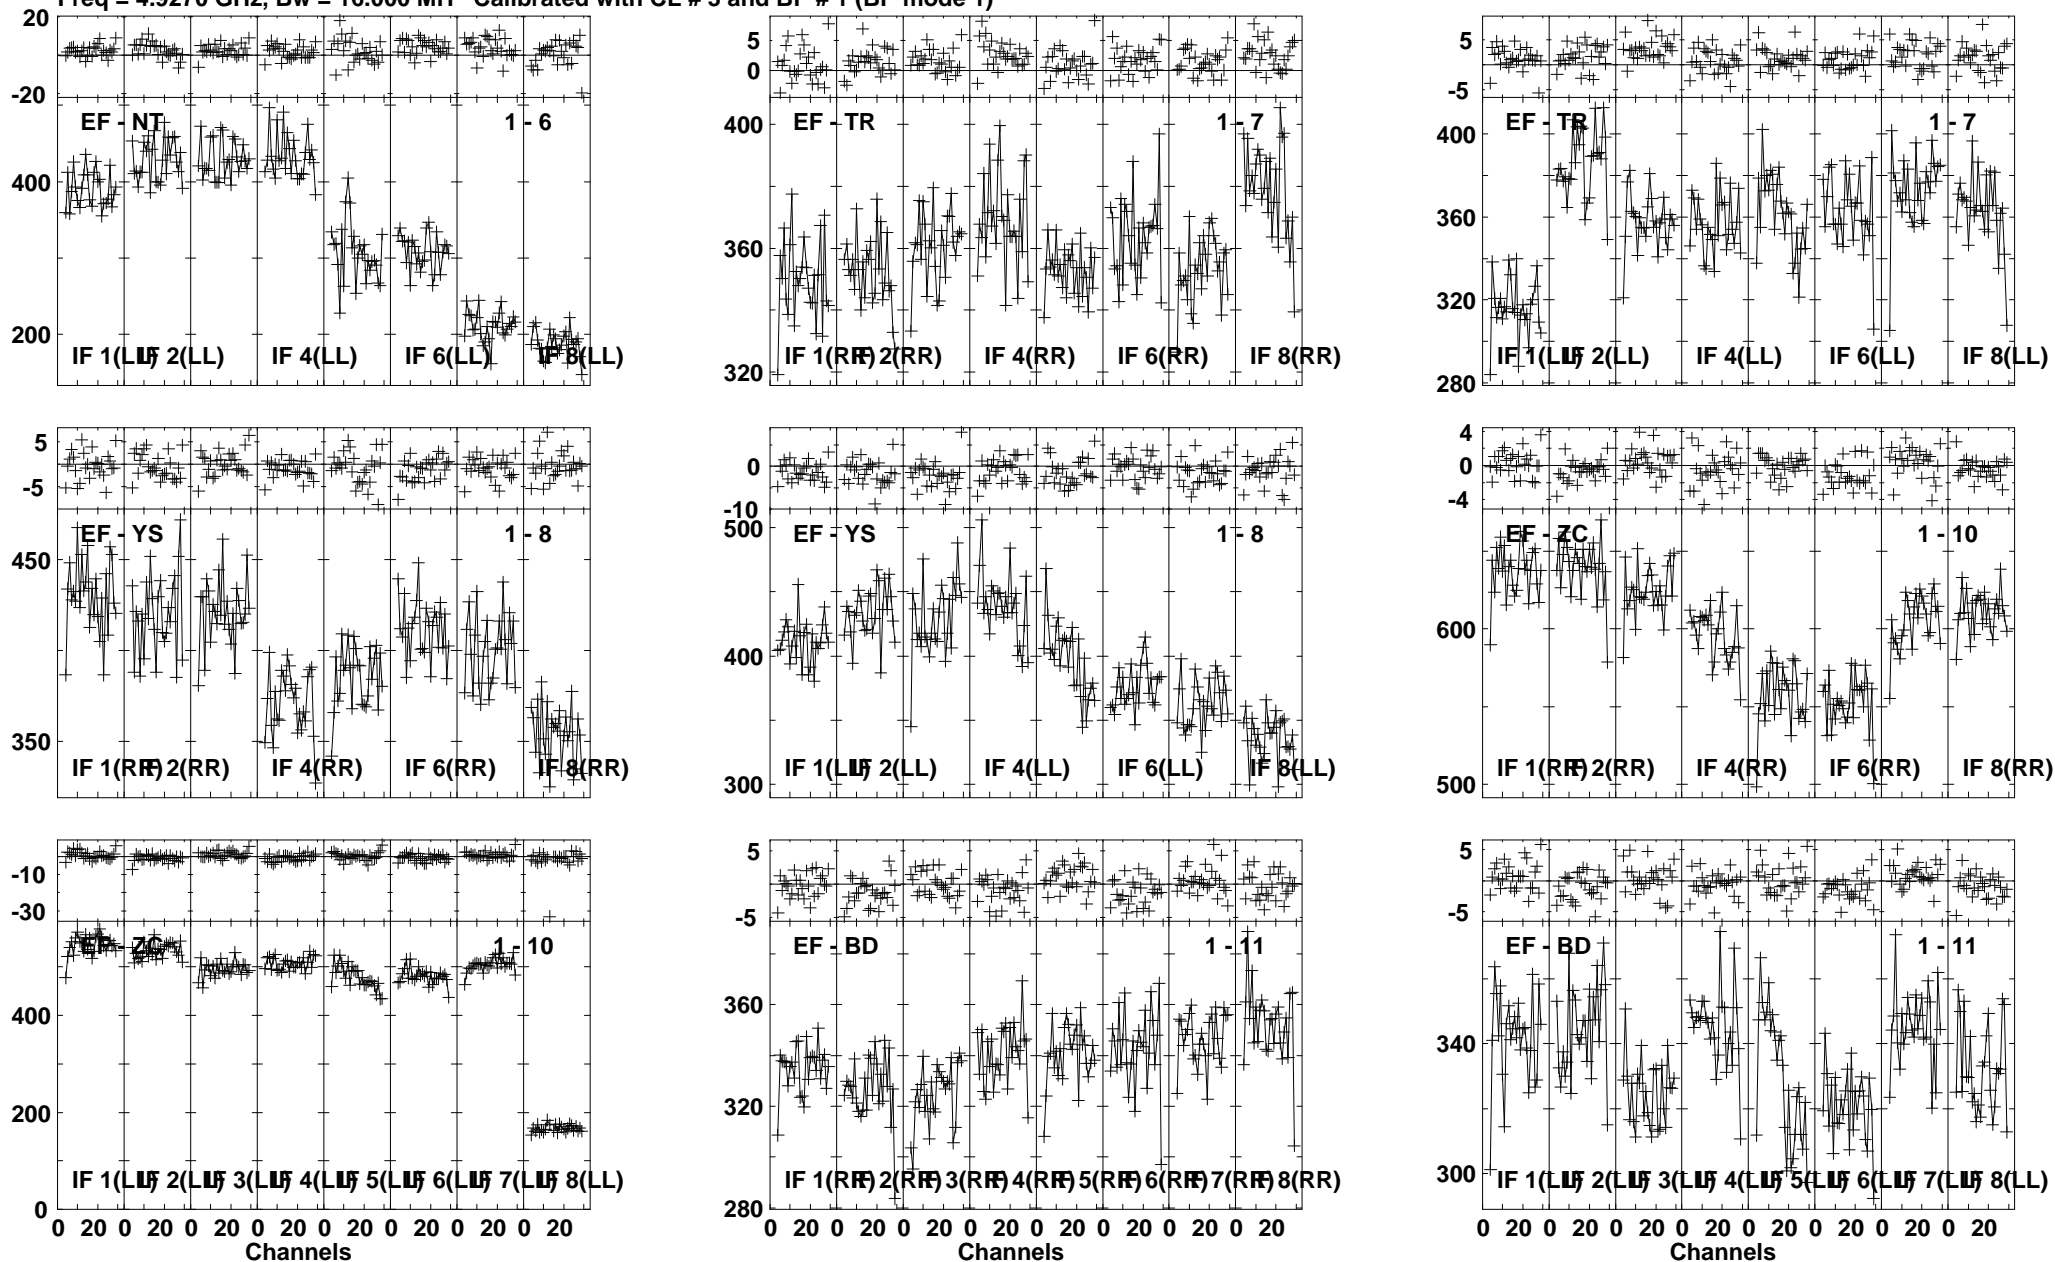 Freq = 4.9270 GHz, Bw = 16.000 MH Calibrated with CL # 3 and BP # 1 (BP mode 1)
20
-20
EF - NT 1 - 6
400
200
IF 1(LL) IF 2(LL) IF 4(LL) IF 6(LL) IF 8(LL)
5
0
EF - TR 1 - 7
400
360
320
IF 1(RR) IF 2(RR) IF 4(RR) IF 6(RR) IF 8(RR)
5
-5
EF - TR 1 - 7
400
360
320
280
IF 1(LL) IF 2(LL) IF 4(LL) IF 6(LL) IF 8(LL)
5
-5
EF - YS 1 - 8
450
350
IF 1(RR) IF 2(RR) IF 4(RR) IF 6(RR) IF 8(RR)
0
-10
EF - YS 1 - 8
500
400
300
IF 1(LL) IF 2(LL) IF 4(LL) IF 6(LL) IF 8(LL)
4
0
-4
EF - ZC 1 - 10
600
500
IF 1(RR) IF 2(RR) IF 4(RR) IF 6(RR) IF 8(RR)
-10
-30
EF - ZC 1 - 10
400
200
0
IF 1(LL) IF 2(LL) IF 3(LL) IF 4(LL) IF 5(LL) IF 6(LL) IF 7(LL) IF 8(LL)
0 20 0 20 0 20 0 20 0 20 0 20 0 20 0 20
Channels
5
-5
EF - BD 1 - 11
360
320
280
IF 1(RR) IF 2(RR) IF 3(RR) IF 4(RR) IF 5(RR) IF 6(RR) IF 7(RR) IF 8(RR)
0 20 0 20 0 20 0 20 0 20 0 20 0 20 0 20
Channels
5
-5
EF - BD 1 - 11
340
300
IF 1(LL) IF 2(LL) IF 3(LL) IF 4(LL) IF 5(LL) IF 6(LL) IF 7(LL) IF 8(LL)
0 20 0 20 0 20 0 20 0 20 0 20 0 20 0 20
Channels